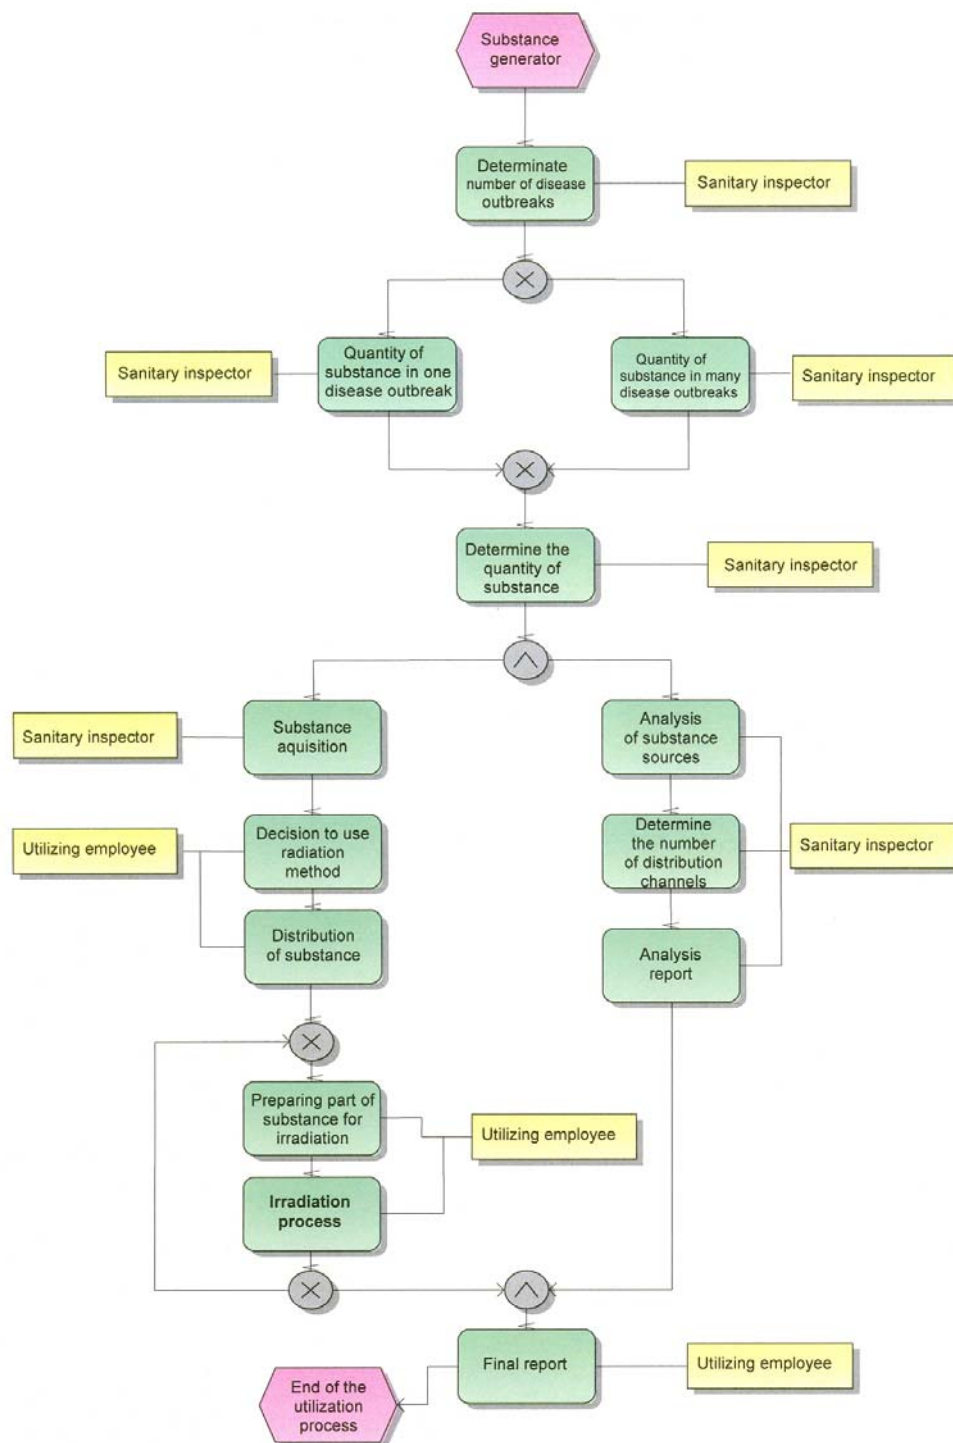 Substance
generator
Determinate
number of disease
outbreaks
Sanitary inspector
Sanitary inspector
Quantity of
substance in one
disease outbreak
Quantity of
substance in many
disease outbreaks
Sanitary inspector
Determine the
quantity of
substance
Sanitary inspector
Sanitary inspector
Substance
aquisition
Analysis
of substance
sources
Utilizing employee
Decision to use
radiation
method
Determine
the number
of distribution
channels
Sanitary inspector
Distribution
of substance
Analysis
report
Preparing part of
substance for
irradiation
Utilizing employee
Irradiation
process
Final report
Utilizing employee
End of the
utilization
process